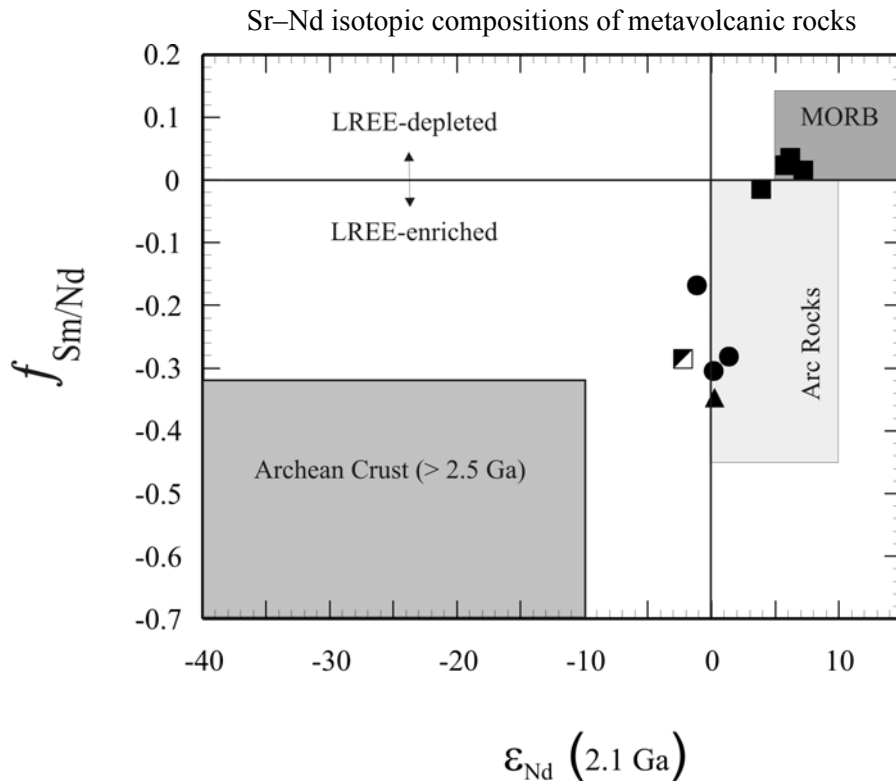 Sr–Nd isotopic compositions of metavolcanic rocks
0.2
0.1
0
-0.1
-0.2
-0.3
-0.4
-0.5
-0.6
-0.7
f Sm/Nd
LREE-depleted
LREE-enriched
MORB
Arc Rocks
Archean Crust (> 2.5 Ga)
-40 -30 -20 -10 0 10
εNd (2.1 Ga)